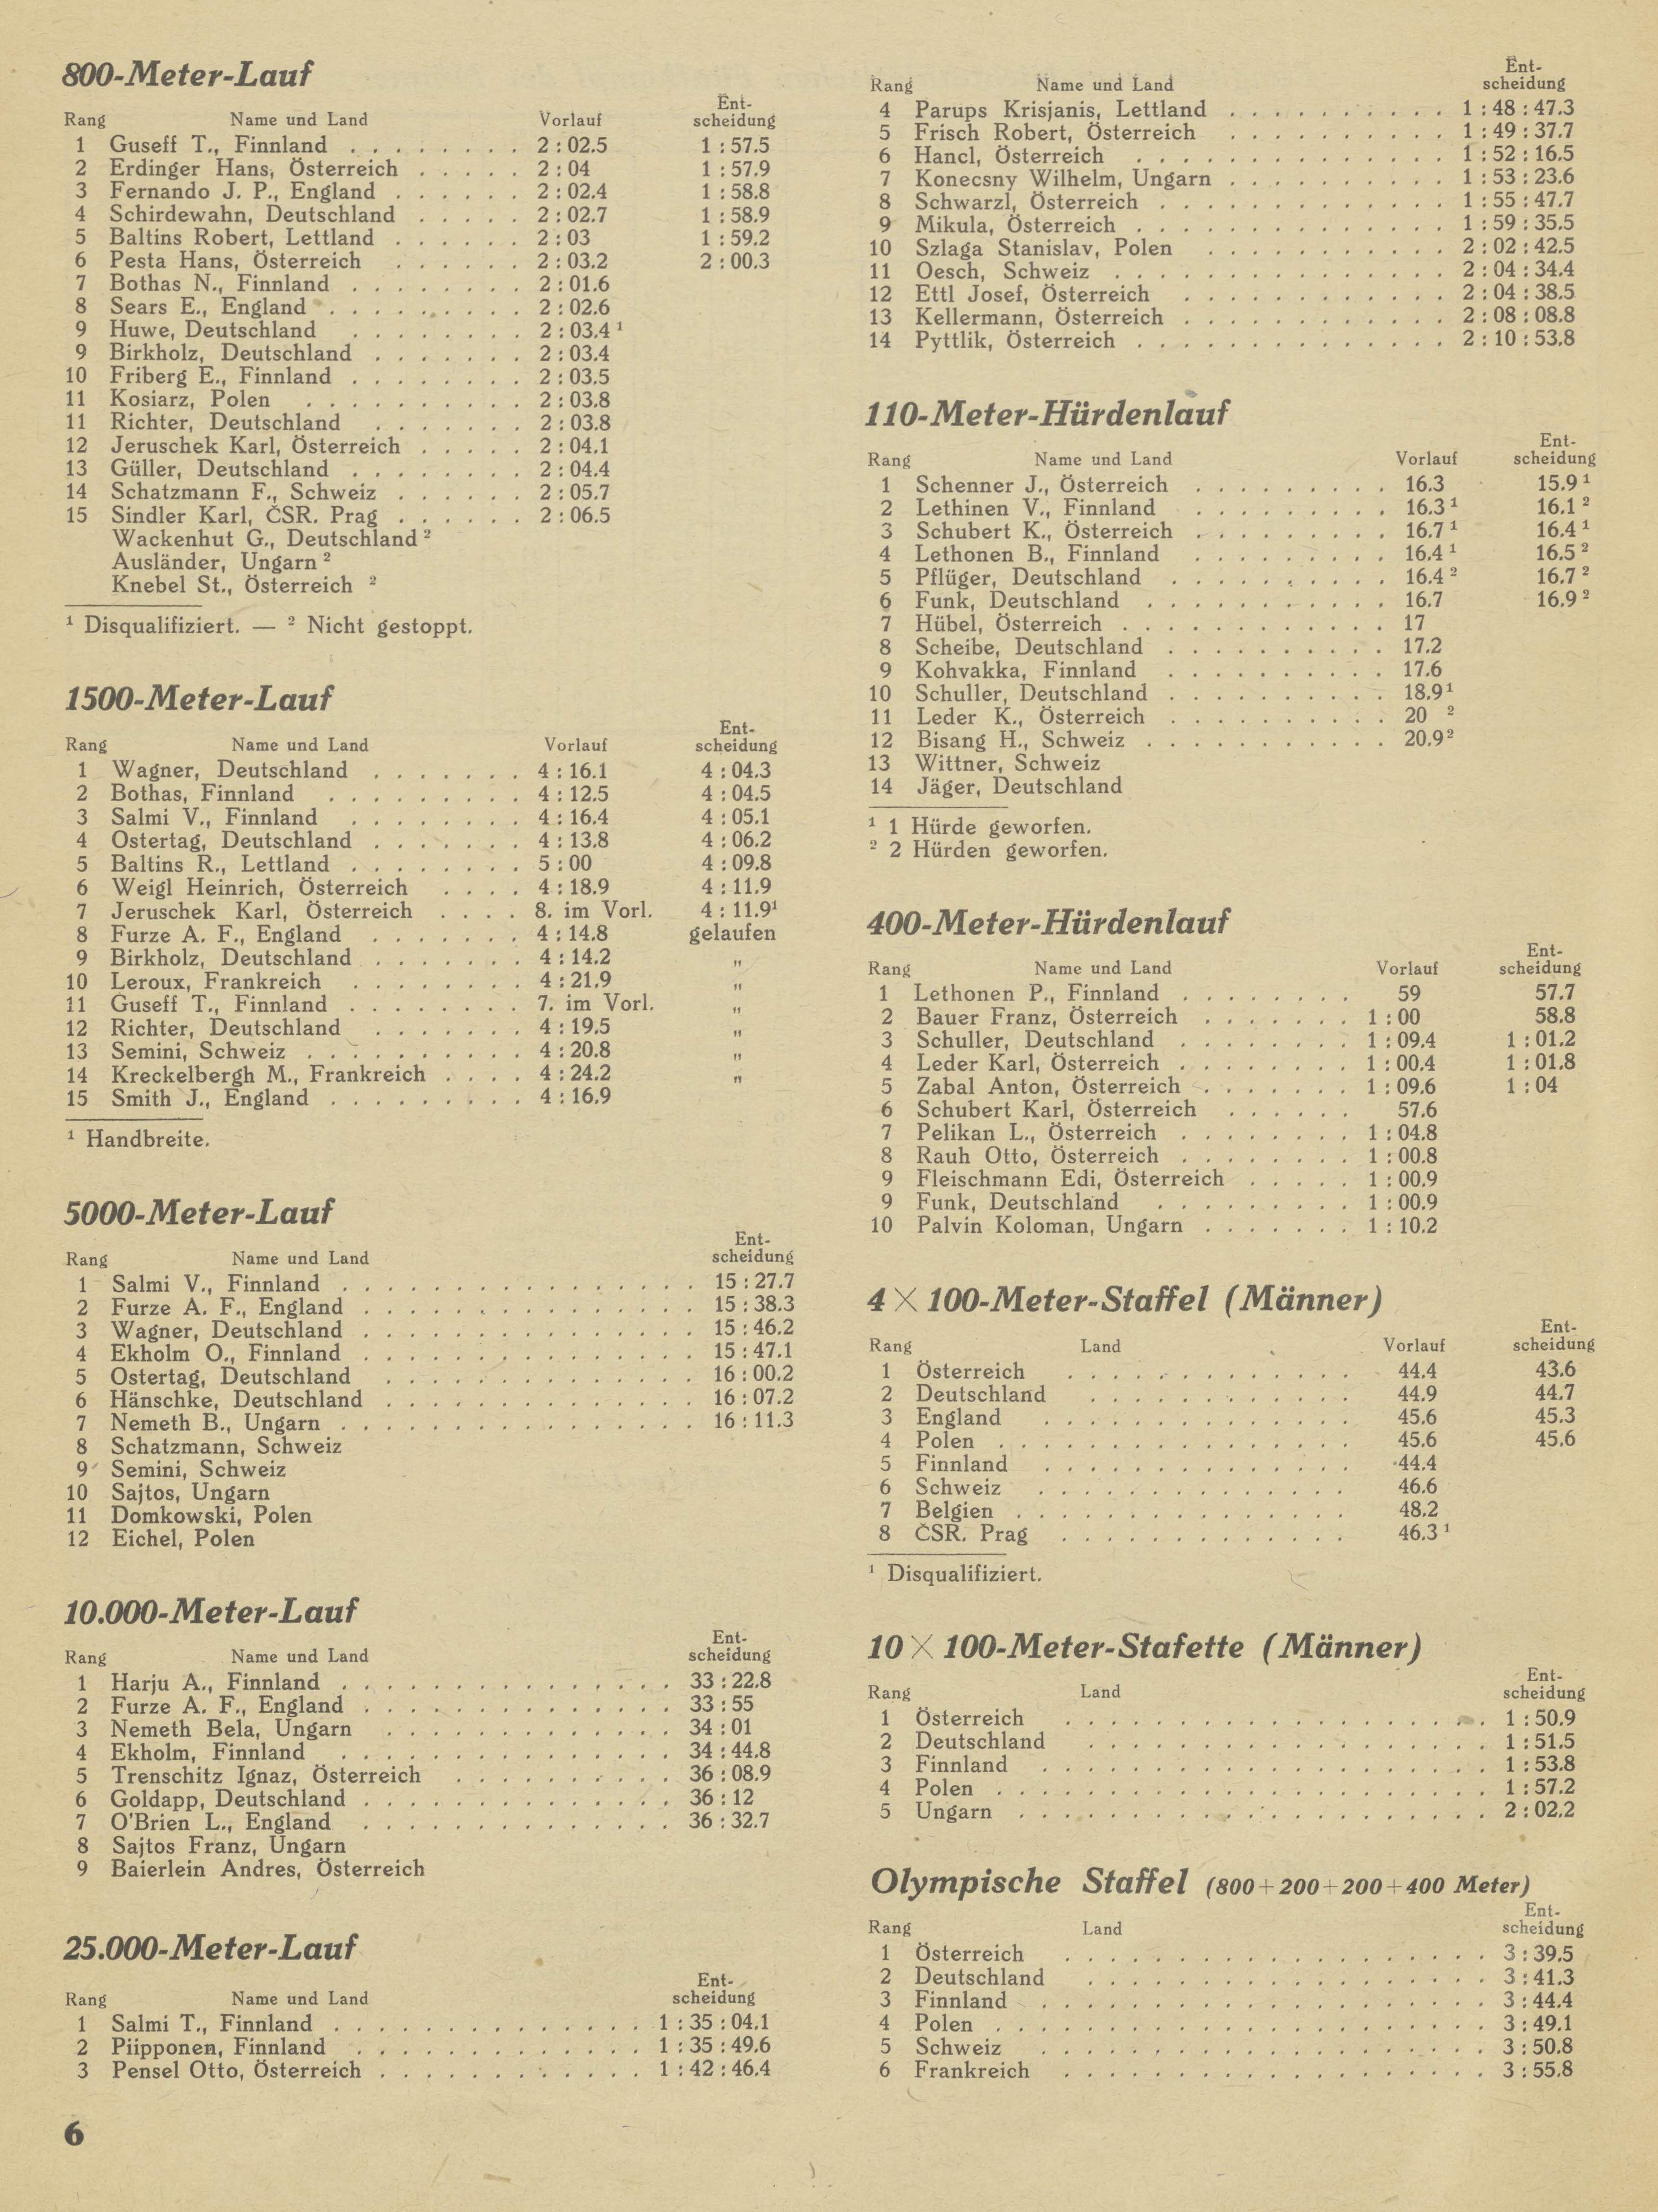 800-Meter-Lauf
Rang Name und Land Vorlauf Ent-scheidung
1 Guseff T., Finnland . . . . . . . . 2 : 02.5 1 : 57.5
2 Erdinger Hans, Österreich . . . . . 2 : 04 1 : 57.9
3 Fernando J. P., England . . . . . . 2 : 02.4 1 : 58.8
4 Schirdewahn, Deutschland . . . . . 2 : 02.7 1 : 58.9
5 Baltins Robert, Lettland . . . . . . 2 : 03 1 : 59.2
6 Pesta Hans, Österreich . . . . . . 2 : 03.2 2 : 00.3
7 Bothas N., Finnland . . . . . . . . 2 : 01.6
8 Sears E., England . . . . . . . . . 2 : 02.6
9 Huwe, Deutschland . . . . . . . 2 : 03.4 ¹
9 Birkholz, Deutschland . . . . . . . 2 : 03.4
10 Friberg E., Finnland . . . . . . . . 2 : 03.5
11 Kosiarz, Polen . . . . . . . . . . 2 : 03.8
11 Richter, Deutschland . . . . . . . 2 : 03.8
12 Jeruschek Karl, Österreich . . . . . 2 : 04.1
13 Güller, Deutschland . . . . . . . . 2 : 04.4
14 Schatzmann F., Schweiz . . . . . . 2 : 05.7
15 Sindler Karl, ČSR. Prag . . . . . . 2 : 06.5
Wackenhut G., Deutschland ²
Ausländer, Ungarn ²
Knebel St., Österreich ²
¹ Disqualifiziert. — ² Nicht gestoppt.
1500-Meter-Lauf
Rang Name und Land Vorlauf Ent-scheidung
1 Wagner, Deutschland . . . . . . . 4 : 16.1 4 : 04.3
2 Bothas, Finnland . . . . . . . . . 4 : 12.5 4 : 04.5
3 Salmi V., Finnland . . . . . . . . 4 : 16.4 4 : 05.1
4 Ostertag, Deutschland . . . . . . . 4 : 13.8 4 : 06.2
5 Baltins R., Lettland . . . . . . . . 5 : 00 4 : 09.8
6 Weigl Heinrich, Österreich . . . . 4 : 18.9 4 : 11.9
7 Jeruschek Karl, Österreich . . . . 8. im Vorl. 4 : 11.9¹
8 Furze A. F., England . . . . . . . 4 : 14.8 gelaufen
9 Birkholz, Deutschland . . . . . . . 4 : 14.2 "
10 Leroux, Frankreich . . . . . . . . 4 : 21.9 "
11 Guseff T., Finnland . . . . . . . . 7. im Vorl. "
12 Richter, Deutschland . . . . . . . 4 : 19.5 "
13 Semini, Schweiz . . . . . . . . . . 4 : 20.8 "
14 Kreckelbergh M., Frankreich . . . . 4 : 24.2 "
15 Smith J., England . . . . . . . . . 4 : 16.9
¹ Handbreite.
5000-Meter-Lauf
Rang Name und Land Ent-scheidung
1 Salmi V., Finnland . . . . . . . . . . . . . . . . 15 : 27.7
2 Furze A. F., England . . . . . . . . . . . . . . . 15 : 38.3
3 Wagner, Deutschland . . . . . . . . . . . . . . . 15 : 46.2
4 Ekholm O., Finnland . . . . . . . . . . . . . . . 15 : 47.1
5 Ostertag, Deutschland . . . . . . . . . . . . . . 16 : 00.2
6 Hänschke, Deutschland . . . . . . . . . . . . . . 16 : 07.2
7 Nemeth B., Ungarn . . . . . . . . . . . . . . . . 16 : 11.3
8 Schatzmann, Schweiz
9 Semini, Schweiz
10 Sajtos, Ungarn
11 Domkowski, Polen
12 Eichel, Polen
10.000-Meter-Lauf
Rang Name und Land Ent-scheidung
1 Harju A., Finnland . . . . . . . . . . . . . . . 33 : 22.8
2 Furze A. F., England . . . . . . . . . . . . . . 33 : 55
3 Nemeth Bela, Ungarn . . . . . . . . . . . . . 34 : 01
4 Ekholm, Finnland . . . . . . . . . . . . . . . 34 : 44.8
5 Trenschitz Ignaz, Österreich . . . . . . . . . . 36 : 08.9
6 Goldapp, Deutschland . . . . . . . . . . . . . . 36 : 12
7 O'Brien L., England . . . . . . . . . . . . . . 36 : 32.7
8 Sajtos Franz, Ungarn
9 Baierlein Andres, Österreich
25.000-Meter-Lauf
Rang Name und Land Ent-scheidung
1 Salmi T., Finnland . . . . . . . . . . . . . . 1 : 35 : 04.1
2 Piipponen, Finnland . . . . . . . . . . . . . 1 : 35 : 49.6
3 Pensel Otto, Österreich . . . . . . . . . . . . . 1 : 42 : 46.4
6
Rang Name und Land Ent-scheidung
4 Parups Krisjanis, Lettland . . . . . . . . . . 1 : 48 : 47.3
5 Frisch Robert, Österreich . . . . . . . . . . 1 : 49 : 37.7
6 Hancl, Österreich . . . . . . . . . . . . . . 1 : 52 : 16.5
7 Konecsny Wilhelm, Ungarn . . . . . . . . . . 1 : 53 : 23.6
8 Schwarzl, Österreich . . . . . . . . . . . . . 1 : 55 : 47.7
9 Mikula, Österreich . . . . . . . . . . . . . . 1 : 59 : 35.5
10 Szlaga Stanislav, Polen . . . . . . . . . . . 2 : 02 : 42.5
11 Oesch, Schweiz . . . . . . . . . . . . . . . 2 : 04 : 34.4
12 Ettl Josef, Österreich . . . . . . . . . . . . 2 : 04 : 38.5
13 Kellermann, Österreich . . . . . . . . . . . . 2 : 08 : 08.8
14 Pyttlik, Österreich . . . . . . . . . . . . . . 2 : 10 : 53.8
110-Meter-Hürdenlauf
Rang Name und Land Vorlauf Ent-scheidung
1 Schenner J., Österreich . . . . . . . . . 16.3 15.9 ¹
2 Lethinen V., Finnland . . . . . . . . . 16.3 ¹ 16.1 ²
3 Schubert K., Österreich . . . . . . . . . 16.7 ¹ 16.4 ¹
4 Lethonen B., Finnland . . . . . . . . . 16.4 ¹ 16.5 ²
5 Pflüger, Deutschland . . . . . . . . . . 16.4 ² 16.7 ²
6 Funk, Deutschland . . . . . . . . . . . 16.7 16.9 ²
7 Hübel, Österreich . . . . . . . . . . . . 17
8 Scheibe, Deutschland . . . . . . . . . . 17.2
9 Kohvakka, Finnland . . . . . . . . . . 17.6
10 Schuller, Deutschland . . . . . . . . . . 18.9¹
11 Leder K., Österreich . . . . . . . . . . 20 ²
12 Bisang H., Schweiz . . . . . . . . . . . 20.9²
13 Wittner, Schweiz
14 Jäger, Deutschland
¹ 1 Hürde geworfen.
² 2 Hürden geworfen.
400-Meter-Hürdenlauf
Rang Name und Land Vorlauf Ent-scheidung
1 Lethonen P., Finnland . . . . . . . . 59 57.7
2 Bauer Franz, Österreich . . . . . . . 1 : 00 58.8
3 Schuller, Deutschland . . . . . . . . 1 : 09.4 1 : 01.2
4 Leder Karl, Österreich . . . . . . . . 1 : 00.4 1 : 01.8
5 Zabal Anton, Österreich . . . . . . . 1 : 09.6 1 : 04
6 Schubert Karl, Österreich . . . . . . 57.6
7 Pelikan L., Österreich . . . . . . . . 1 : 04.8
8 Rauh Otto, Österreich . . . . . . . . 1 : 00.8
9 Fleischmann Edi, Österreich . . . . . 1 : 00.9
9 Funk, Deutschland . . . . . . . . . 1 : 00.9
10 Palvin Koloman, Ungarn . . . . . . . 1 : 10.2
4 × 100-Meter-Staffel (Männer)
Rang Land Vorlauf Ent-scheidung
1 Österreich . . . . . . . . . . . . . 44.4 43.6
2 Deutschland . . . . . . . . . . . . 44.9 44.7
3 England . . . . . . . . . . . . . . 45.6 45.3
4 Polen . . . . . . . . . . . . . . . . 45.6 45.6
5 Finnland . . . . . . . . . . . . . . 44.4
6 Schweiz . . . . . . . . . . . . . . 46.6
7 Belgien . . . . . . . . . . . . . . . 48.2
8 ČSR. Prag . . . . . . . . . . . . . 46.3 ¹
¹ Disqualifiziert.
10 × 100-Meter-Stafette (Männer)
Rang Land Ent-scheidung
1 Österreich . . . . . . . . . . . . . . . . . . . 1 : 50.9
2 Deutschland . . . . . . . . . . . . . . . . . . 1 : 51.5
3 Finnland . . . . . . . . . . . . . . . . . . . . 1 : 53.8
4 Polen . . . . . . . . . . . . . . . . . . . . . . 1 : 57.2
5 Ungarn . . . . . . . . . . . . . . . . . . . . . 2 : 02.2
Olympische Staffel (800+200+200+400 Meter)
Rang Land Ent-scheidung
1 Österreich . . . . . . . . . . . . . . . . . . . 3 : 39.5
2 Deutschland . . . . . . . . . . . . . . . . . . 3 : 41.3
3 Finnland . . . . . . . . . . . . . . . . . . . . 3 : 44.4
4 Polen . . . . . . . . . . . . . . . . . . . . . . 3 : 49.1
5 Schweiz . . . . . . . . . . . . . . . . . . . . 3 : 50.8
6 Frankreich . . . . . . . . . . . . . . . . . . . 3 : 55.8